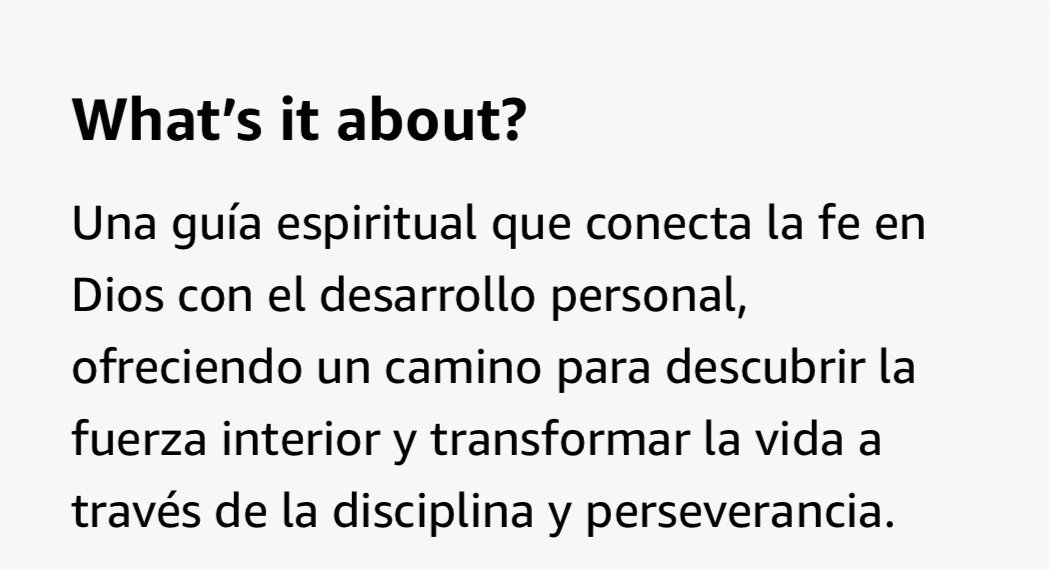 What’s it about?
Una guía espiritual que conecta la fe en
Dios con el desarrollo personal,
ofreciendo un camino para descubrir la
fuerza interior y transformar la vida a
través de la disciplina y perseverancia.